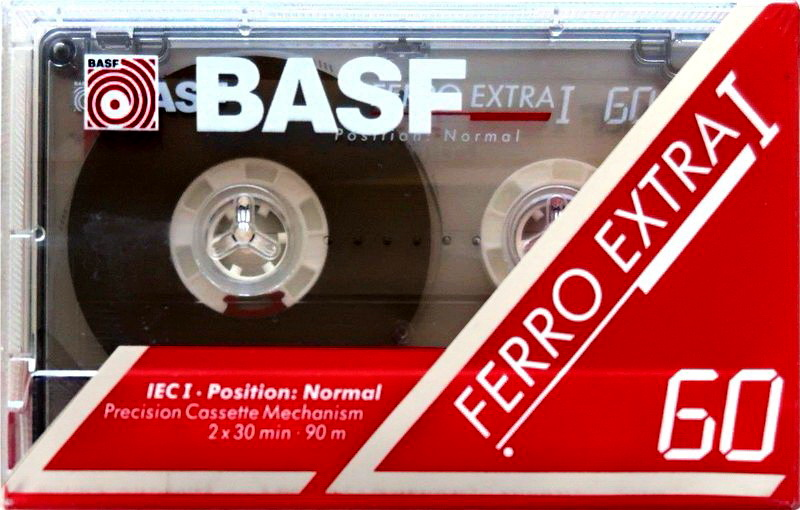 BASF
BASF
FERRO EXTRA I 60
Position: Normal
FERRO EXTRA I
60
IEC I · Position: Normal
Precision Cassette Mechanism
2 x 30 min · 90 m